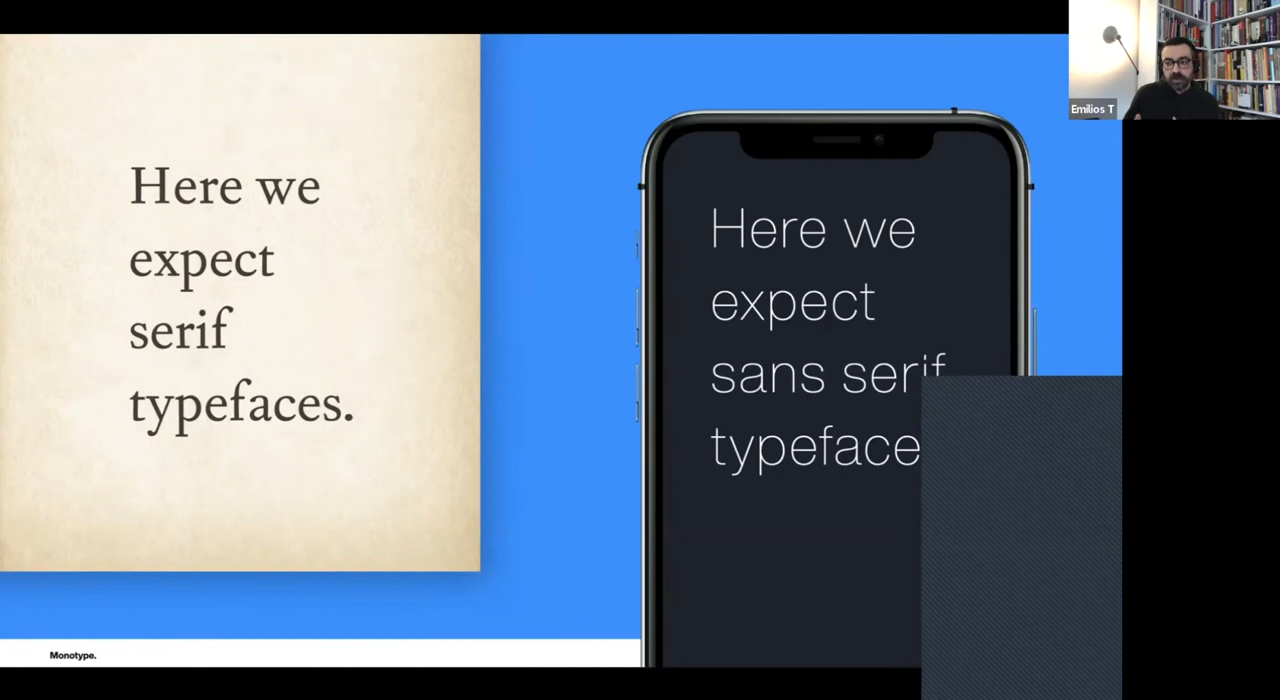 Here we
expect
serif
typefaces.
Here we
expect
sans serif
typeface
Monotype.
Emilios T